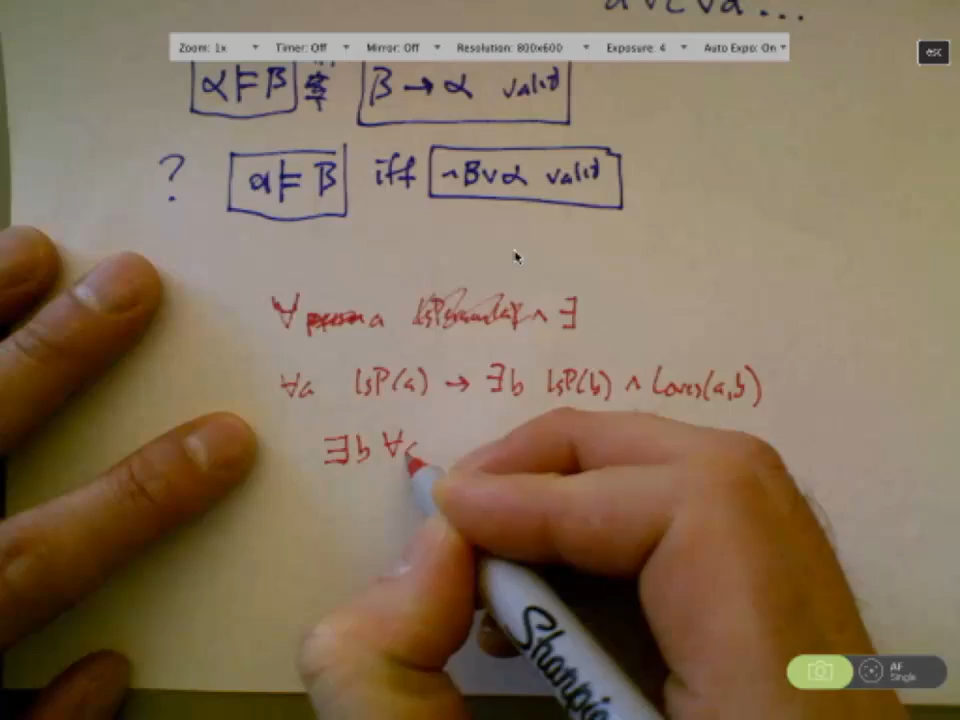 Zoom: 1x Timer: Off Mirror: Off Resolution: 800x600 Exposure: 4 Auto Expo: On
esc
α ⊨ β β → α valid
? α ⊨ β iff ¬β∨α valid
∀ a ∧ ∃
∀a IsP(a) → ∃b IsP(b) ∧ Loves(a,b)
∃b ∀
Sharpie
AF
Single